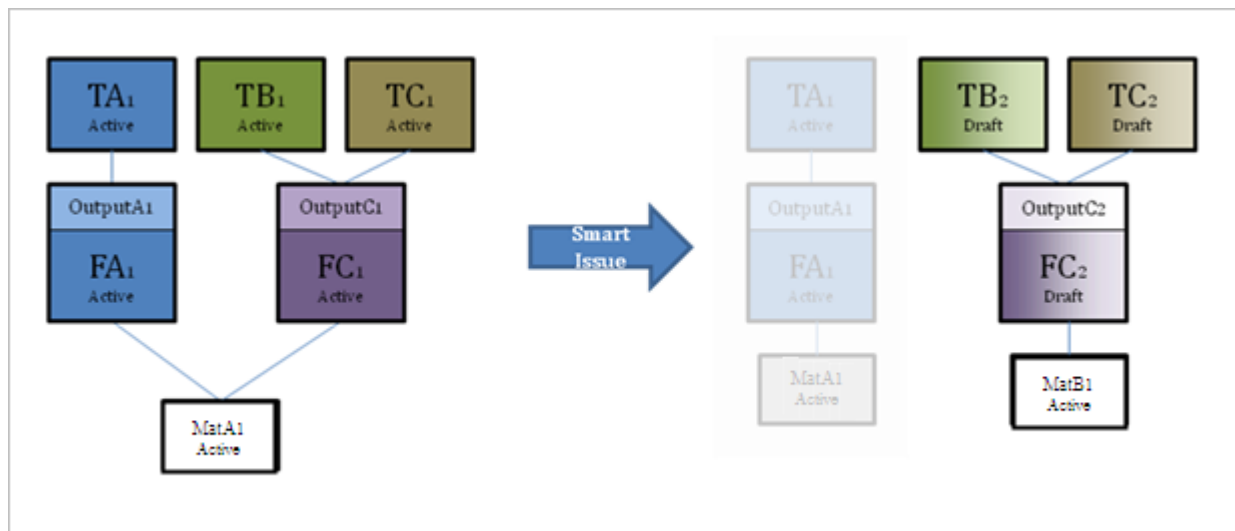 TA1
Active
TB1
Active
TC1
Active
OutputA1
FA1
Active
OutputC1
FC1
Active
MatA1
Active
Smart
Issue
TA1
Active
OutputA1
FA1
Active
MatA1
Active
TB2
Draft
TC2
Draft
OutputC2
FC2
Draft
MatB1
Active